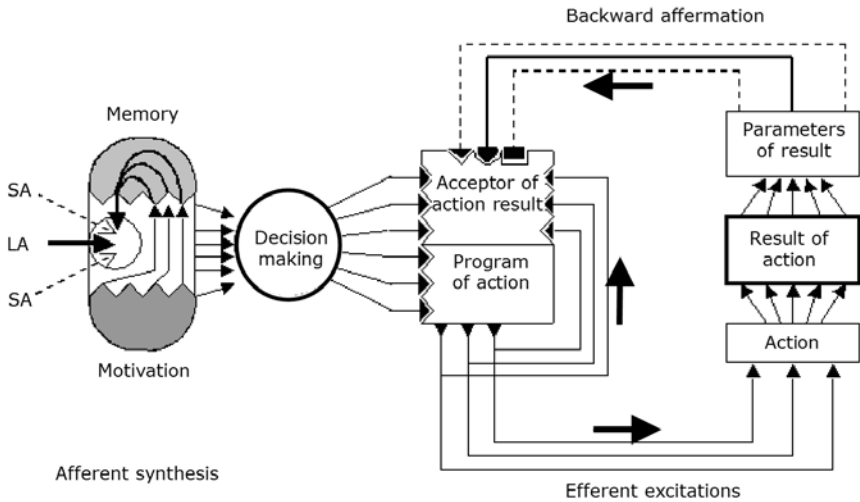 Backward affermation
Memory
Parameters
of result
SA
Acceptor of
action result
LA
Decision
making
Result of
action
Program
of action
SA
Action
Motivation
Afferent synthesis
Efferent excitations